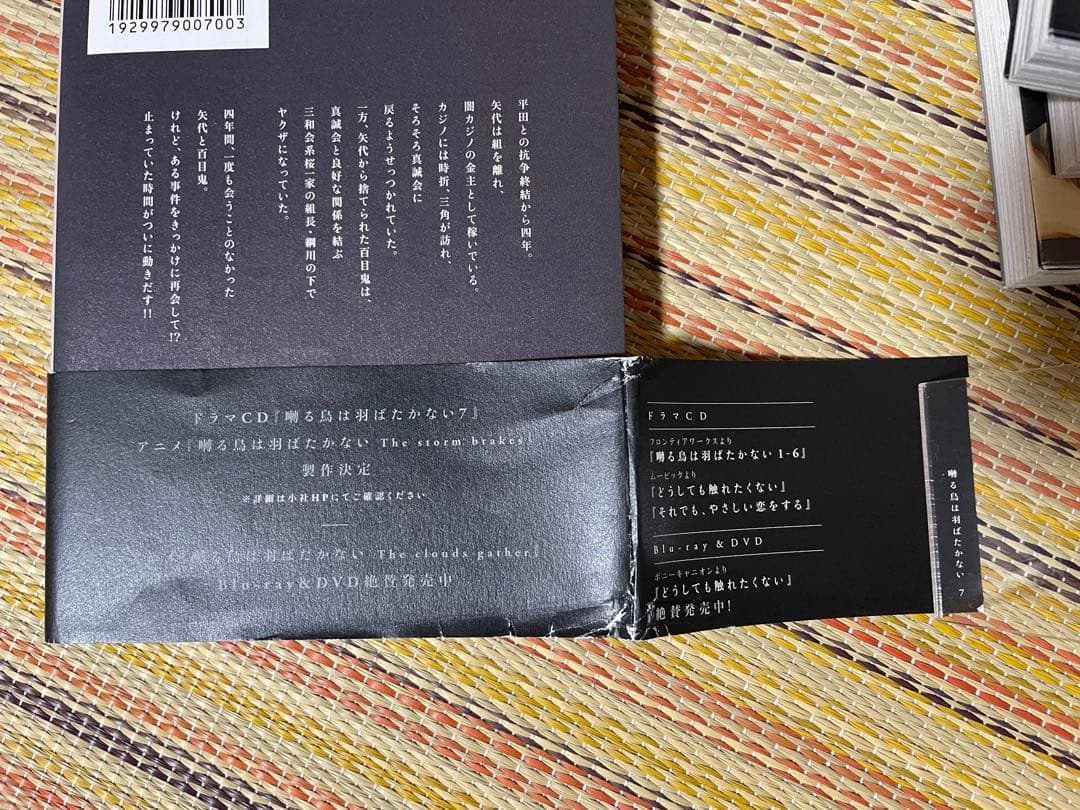 1929979007003
平田との抗争終結から四年。
矢代は組を離れ、
闇カジノの金主として稼いでいる。
カジノには時折、三角が訪れ、
そろそろ真誠会に
戻るようせっつかれていた。
一方、矢代から捨てられた百目鬼は、
真誠会と良好な関係を結ぶ
三和会系桜一家の組長・綱川の下で
ヤクザになっていた。
四年間、一度も会うことのなかった
矢代と百目鬼。
けれど、ある事件をきっかけに再会して!?
止まっていた時間がついに動きだす!!
ドラマCD『囀る鳥は羽ばたかない7』
アニメ『囀る鳥は羽ばたかない The storm brakes』
製作決定
※詳細は小社HPにてご確認ください
囀る鳥は羽ばたかない The clouds gather』
Blu-ray&DVD絶賛発売中
ドラマCD
フロンティアワークスより
『囀る鳥は羽ばたかない 1-6』
ムービックより
『どうしても触れたくない』
『それでも、やさしい恋をする』
Blu-ray & DVD
ポニーキャニオンより
『どうしても触れたくない』
絶賛発売中!
囀る鳥は羽ばたかない 7